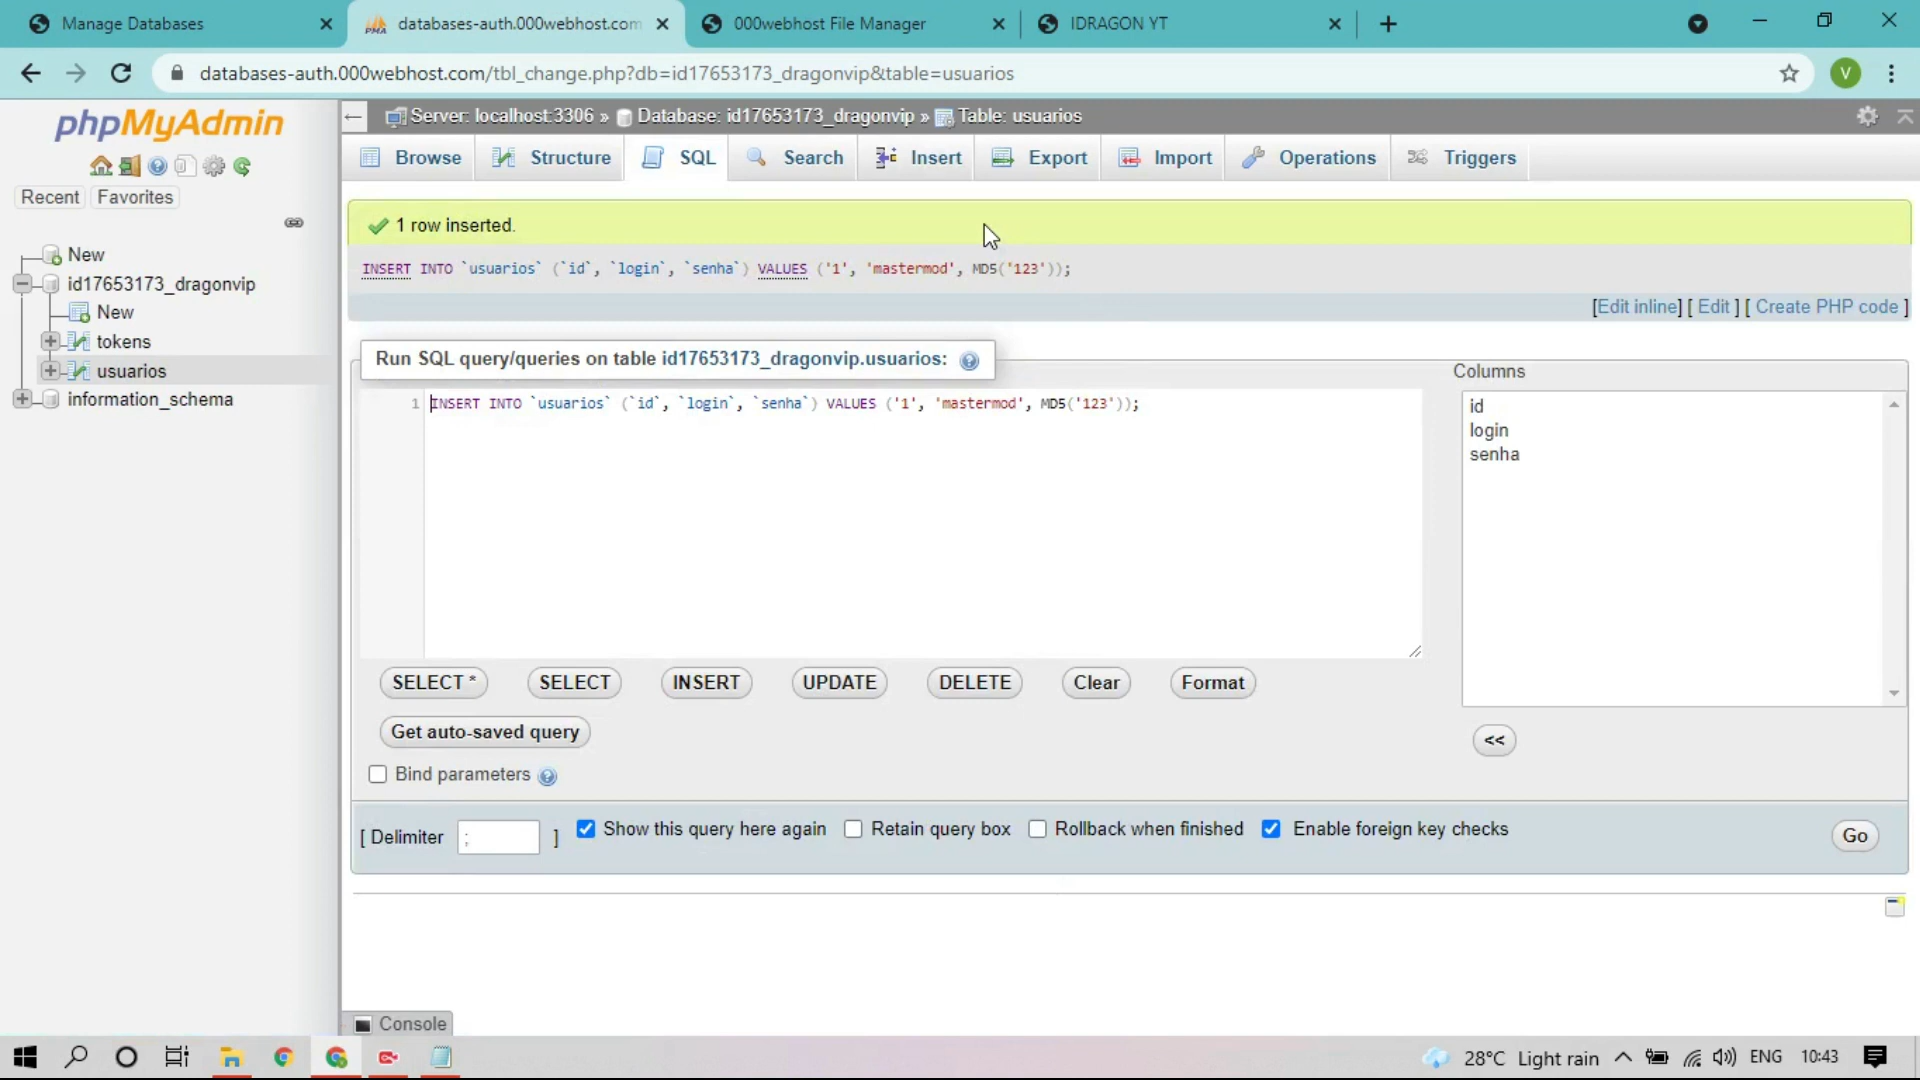 Manage Databases
databases-auth.000webhost.com
000webhost File Manager
IDRAGON YT
databases-auth.000webhost.com/tbl_change.php?db=id17653173_dragonvip&table=usuarios
V
phpMyAdmin
Recent Favorites
New
id17653173_dragonvip
New
tokens
usuarios
information_schema
Server: localhost:3306 » Database: id17653173_dragonvip » Table: usuarios
Browse Structure SQL Search Insert Export Import Operations Triggers
1 row inserted.
INSERT INTO `usuarios` (`id`, `login`, `senha`) VALUES ('1', 'mastermod', MD5('123'));
[Edit inline] [ Edit ] [ Create PHP code ]
Run SQL query/queries on table id17653173_dragonvip.usuarios:
1 INSERT INTO `usuarios` (`id`, `login`, `senha`) VALUES ('1', 'mastermod', MD5('123'));
Columns
id
login
senha
SELECT * SELECT INSERT UPDATE DELETE Clear Format
Get auto-saved query
<<
Bind parameters
[ Delimiter ; ] Show this query here again Retain query box Rollback when finished Enable foreign key checks
Go
Console
28°C Light rain ENG 10:43